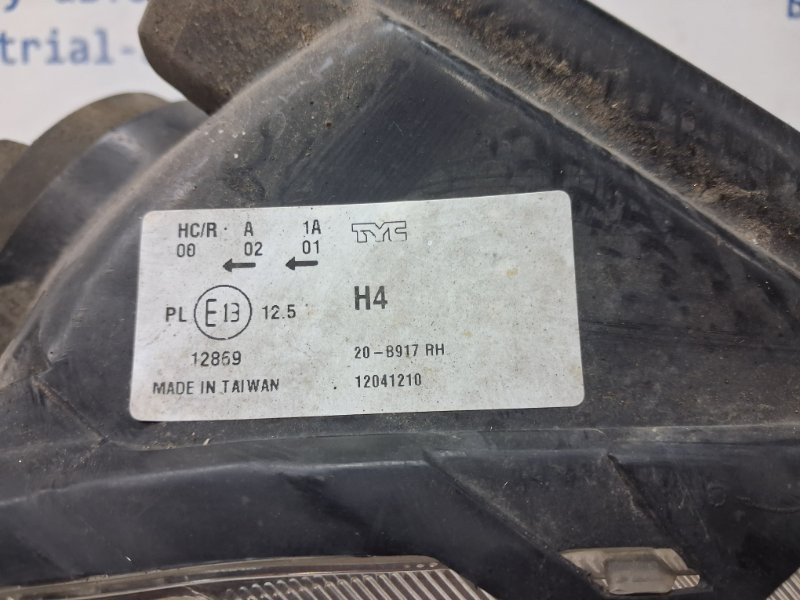 trial-
HC/R A 1A TYC
00 02 01
← ←
PL E13 12.5 H4
12869 20-B917 RH
MADE IN TAIWAN 12041210